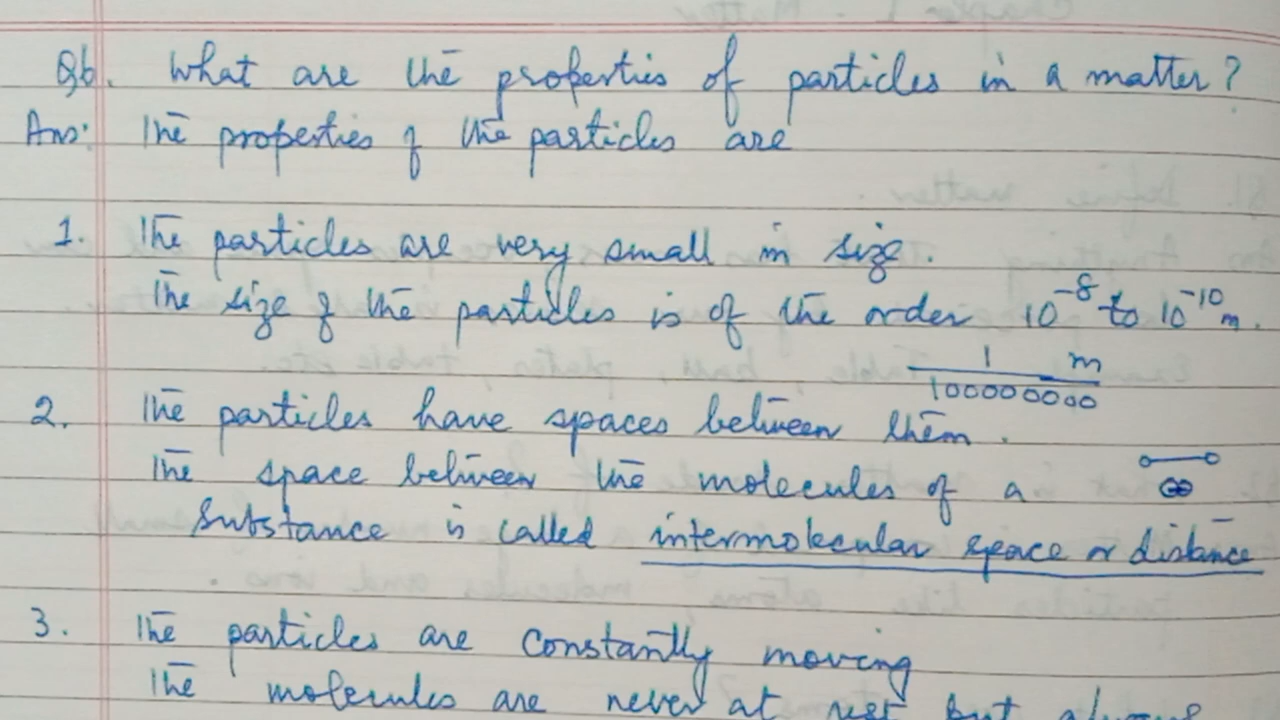 Q6. What are the properties of particles in a matter?
Ans: The properties of the particles are
1. The particles are very small in size.
The size of the particles is of the order 10⁻⁸ to 10⁻¹⁰ m.
1/100000000 m
2. The particles have spaces between them.
The space between the molecules of a
substance is called intermolecular space or distance
3. The particles are constantly moving
The molecules are never at rest but always